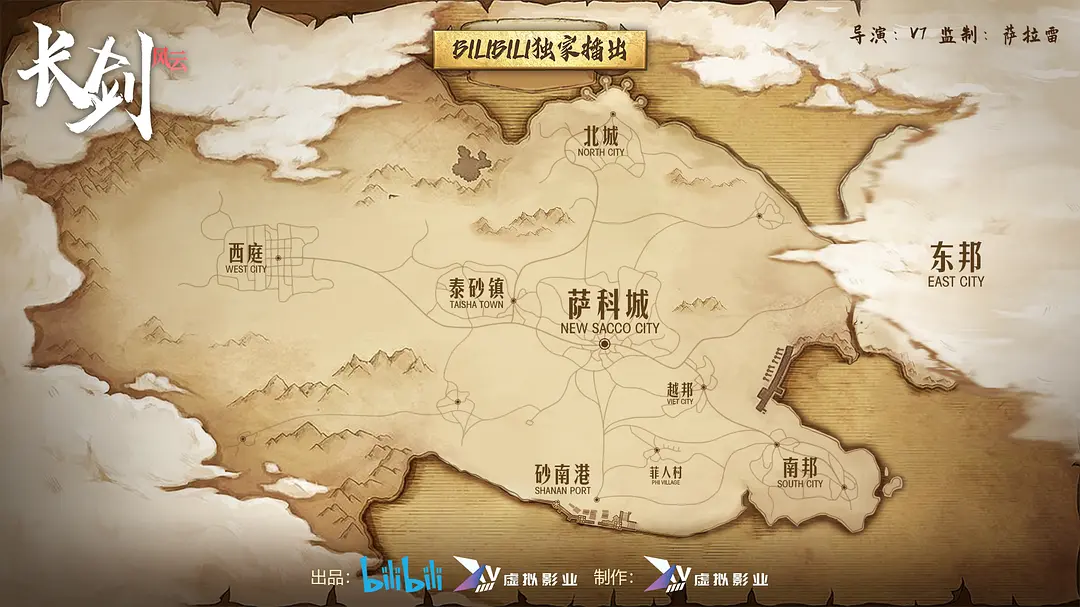 长剑
风云
BILIBILI独家播出
导演：V7 监制：萨拉雷
北城
NORTH CITY
西庭
WEST CITY
东邦
EAST CITY
泰砂镇
TAISHA TOWN
萨科城
NEW SACCO CITY
越邦
VIET CITY
砂南港
SHANAN PORT
菲人村
PHI VILLAGE
南邦
SOUTH CITY
出品：bilibili 虚拟影业 制作：虚拟影业